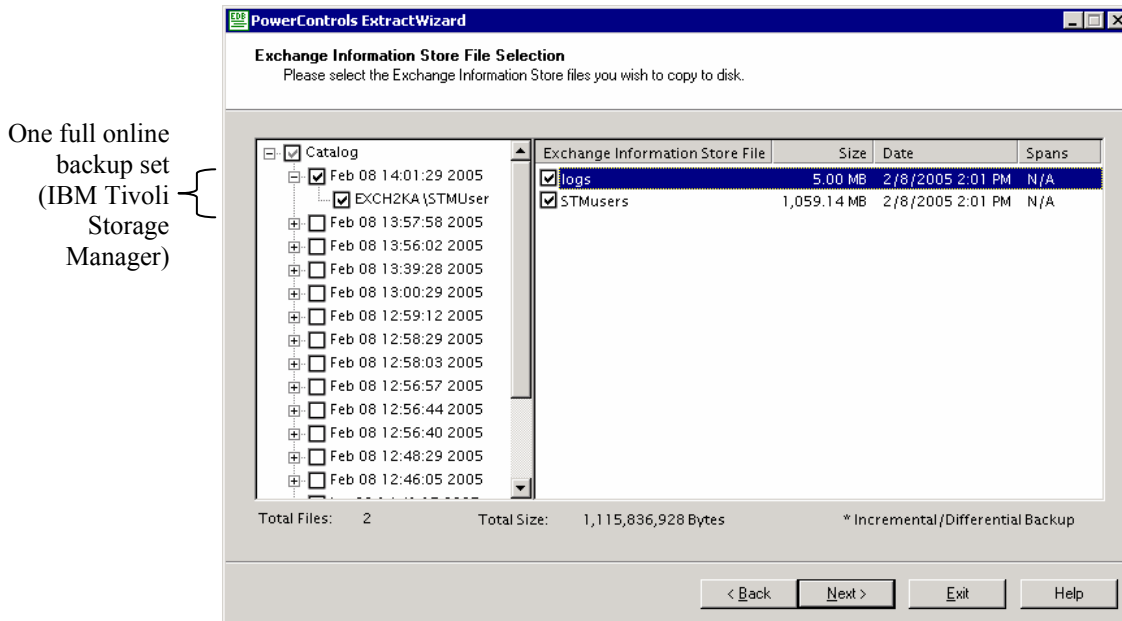 EDB PowerControls ExtractWizard
Exchange Information Store File Selection
Please select the Exchange Information Store files you wish to copy to disk.
One full online
backup set
(IBM Tivoli
Storage
Manager)
Catalog
Feb 08 14:01:29 2005
EXCH2KA\STMUser
Feb 08 13:57:58 2005
Feb 08 13:56:02 2005
Feb 08 13:39:28 2005
Feb 08 13:00:29 2005
Feb 08 12:59:12 2005
Feb 08 12:58:29 2005
Feb 08 12:58:03 2005
Feb 08 12:56:57 2005
Feb 08 12:56:44 2005
Feb 08 12:56:40 2005
Feb 08 12:48:29 2005
Feb 08 12:46:05 2005
Exchange Information Store File Size Date Spans
logs 5.00 MB 2/8/2005 2:01 PM N/A
STMusers 1,059.14 MB 2/8/2005 2:01 PM N/A
Total Files: 2 Total Size: 1,115,836,928 Bytes * Incremental/Differential Backup
< Back Next > Exit Help